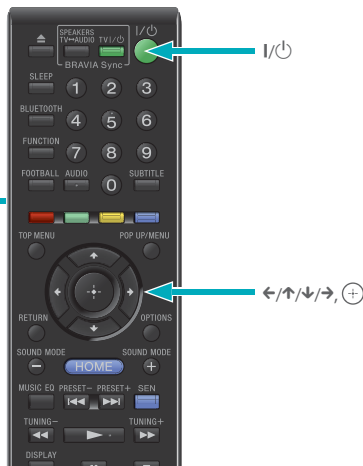 SPEAKERS
TV↔AUDIO TV I/⏻ I/⏻
BRAVIA Sync
I/⏻
SLEEP
1 2 3
BLUETOOTH
4 5 6
FUNCTION
7 8 9
FOOTBALL AUDIO SUBTITLE
0
TOP MENU POP UP/MENU
←/↑/↓/→, +
RETURN OPTIONS
SOUND MODE SOUND MODE
– HOME +
MUSIC EQ PRESET– PRESET+ SEN
TUNING– TUNING+
DISPLAY